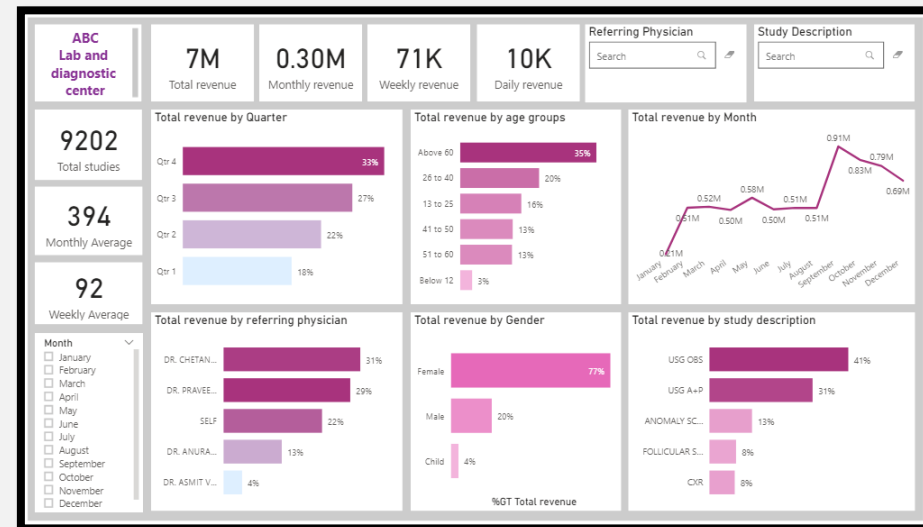 ABC
Lab and
diagnostic
center
7M
Total revenue
0.30M
Monthly revenue
71K
Weekly revenue
10K
Daily revenue
Referring Physician
Search
Study Description
Search
9202
Total studies
394
Monthly Average
92
Weekly Average
Month
January
February
March
April
May
June
July
August
September
October
November
December
Total revenue by Quarter
Qtr 4 33%
Qtr 3 27%
Qtr 2 22%
Qtr 1 18%
Total revenue by age groups
Above 60 35%
26 to 40 20%
13 to 25 16%
41 to 50 13%
51 to 60 13%
Below 12 3%
Total revenue by Month
0.21M
0.51M
0.52M
0.50M
0.58M
0.50M
0.51M
0.51M
0.91M
0.83M
0.79M
0.69M
January
February
March
April
May
June
July
August
September
October
November
December
Total revenue by referring physician
DR. CHETAN... 31%
DR. PRAVEE... 29%
SELF 22%
DR. ANURA... 13%
DR. ASMIT V... 4%
Total revenue by Gender
Female 77%
Male 20%
Child 4%
%GT Total revenue
Total revenue by study description
USG OBS 41%
USG A+P 31%
ANOMALY SC... 13%
FOLLICULAR S... 8%
CXR 8%